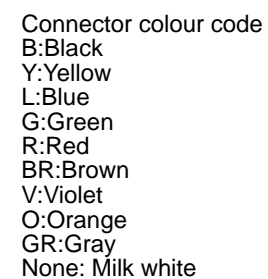 Connector colour code
B:Black
Y:Yellow
L:Blue
G:Green
R:Red
BR:Brown
V:Violet
O:Orange
GR:Gray
None: Milk white